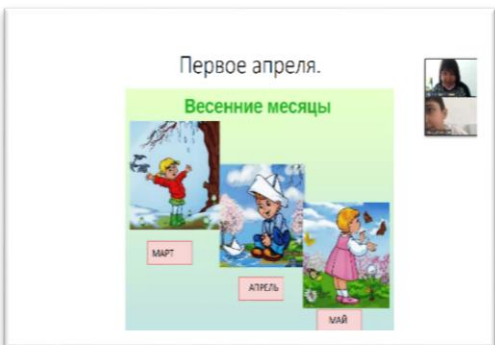 Первое апреля.
Весенние месяцы
МАРТ
АПРЕЛЬ
МАЙ